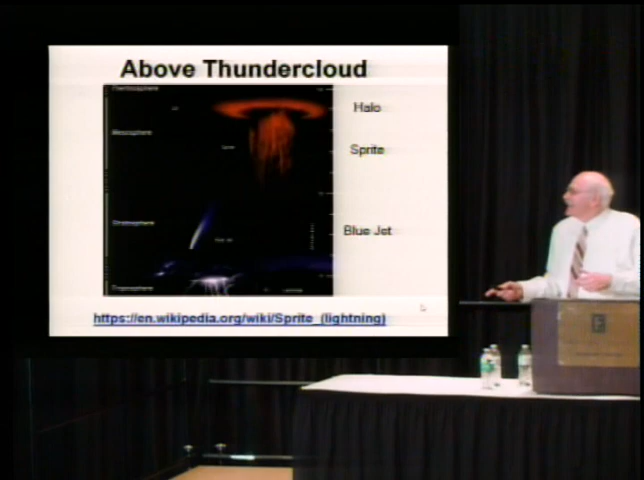 Above Thundercloud
Thermosphere
Halo
Mesosphere
Sprite
Stratosphere
Blue Jet
Troposphere
https://en.wikipedia.org/wiki/Sprite_(lightning)